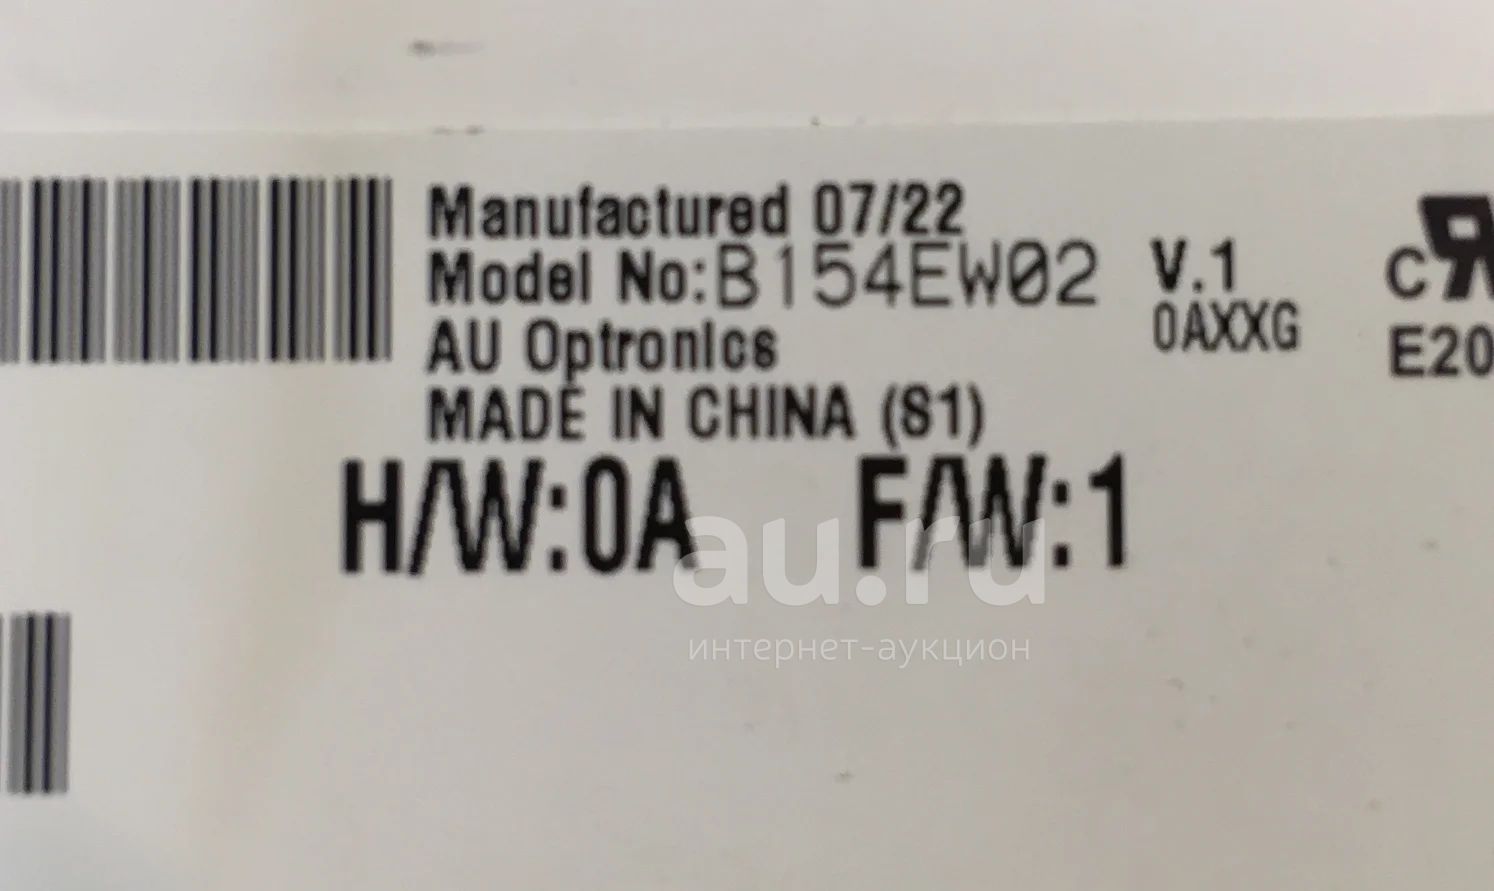 Manufactured 07/22
Model No:B154EW02 V.1
AU Optronics 0AXXG
MADE IN CHINA (S1)
H/W:0A F/W:1
C
E20
au.ru
интернет-аукцион